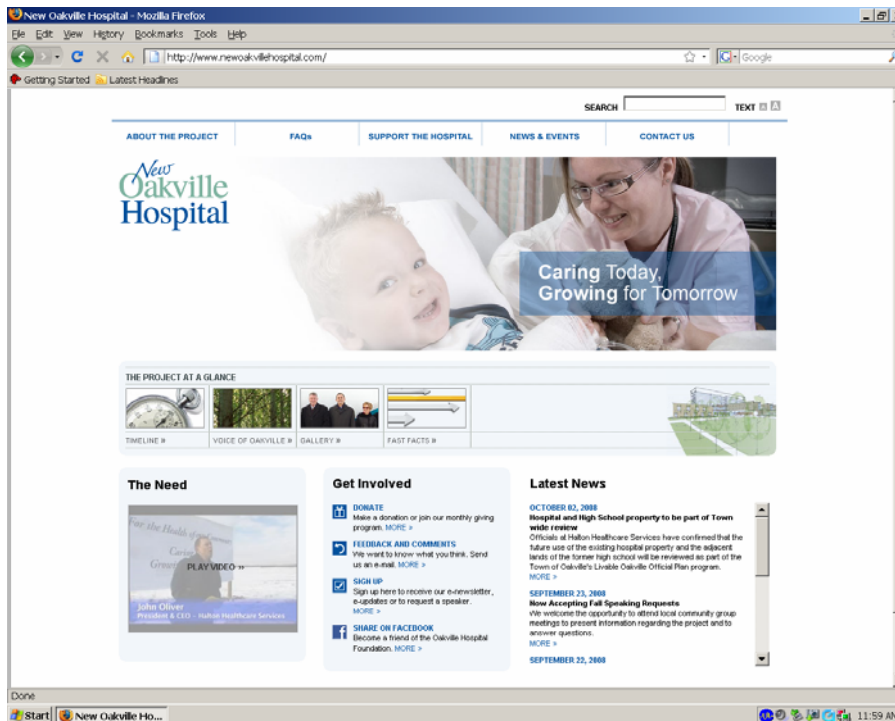 New Oakville Hospital - Mozilla Firefox
File Edit View History Bookmarks Tools Help
http://www.newoakvillehospital.com/
Google
Getting Started Latest Headlines
SEARCH TEXT A A
ABOUT THE PROJECT FAQs SUPPORT THE HOSPITAL NEWS & EVENTS CONTACT US
New
Oakville
Hospital
Caring Today,
Growing for Tomorrow
THE PROJECT AT A GLANCE
TIMELINE » VOICE OF OAKVILLE » GALLERY » FAST FACTS »
The Need
For the Health of
Caring
PLAY VIDEO »
John Oliver
President & CEO - Halton Healthcare Services
Get Involved
DONATE
Make a donation or join our monthly giving
program. MORE »
FEEDBACK AND COMMENTS
We want to know what you think. Send
us an e-mail. MORE »
SIGN UP
Sign up here to receive our e-newsletter,
e-updates or to request a speaker.
MORE »
SHARE ON FACEBOOK
Become a friend of the Oakville Hospital
Foundation. MORE »
Latest News
OCTOBER 02, 2008
Hospital and High School property to be part of Town
wide review
Officials at Halton Healthcare Services have confirmed that the
future use of the existing hospital property and the adjacent
lands of the former high school will be reviewed as part of the
Town of Oakville's Livable Oakville Official Plan program.
MORE »
SEPTEMBER 23, 2008
Now Accepting Fall Speaking Requests
We welcome the opportunity to attend local community group
meetings to present information regarding the project and to
answer questions.
MORE »
SEPTEMBER 22, 2008
Done
Start New Oakville Ho... 11:59 AM